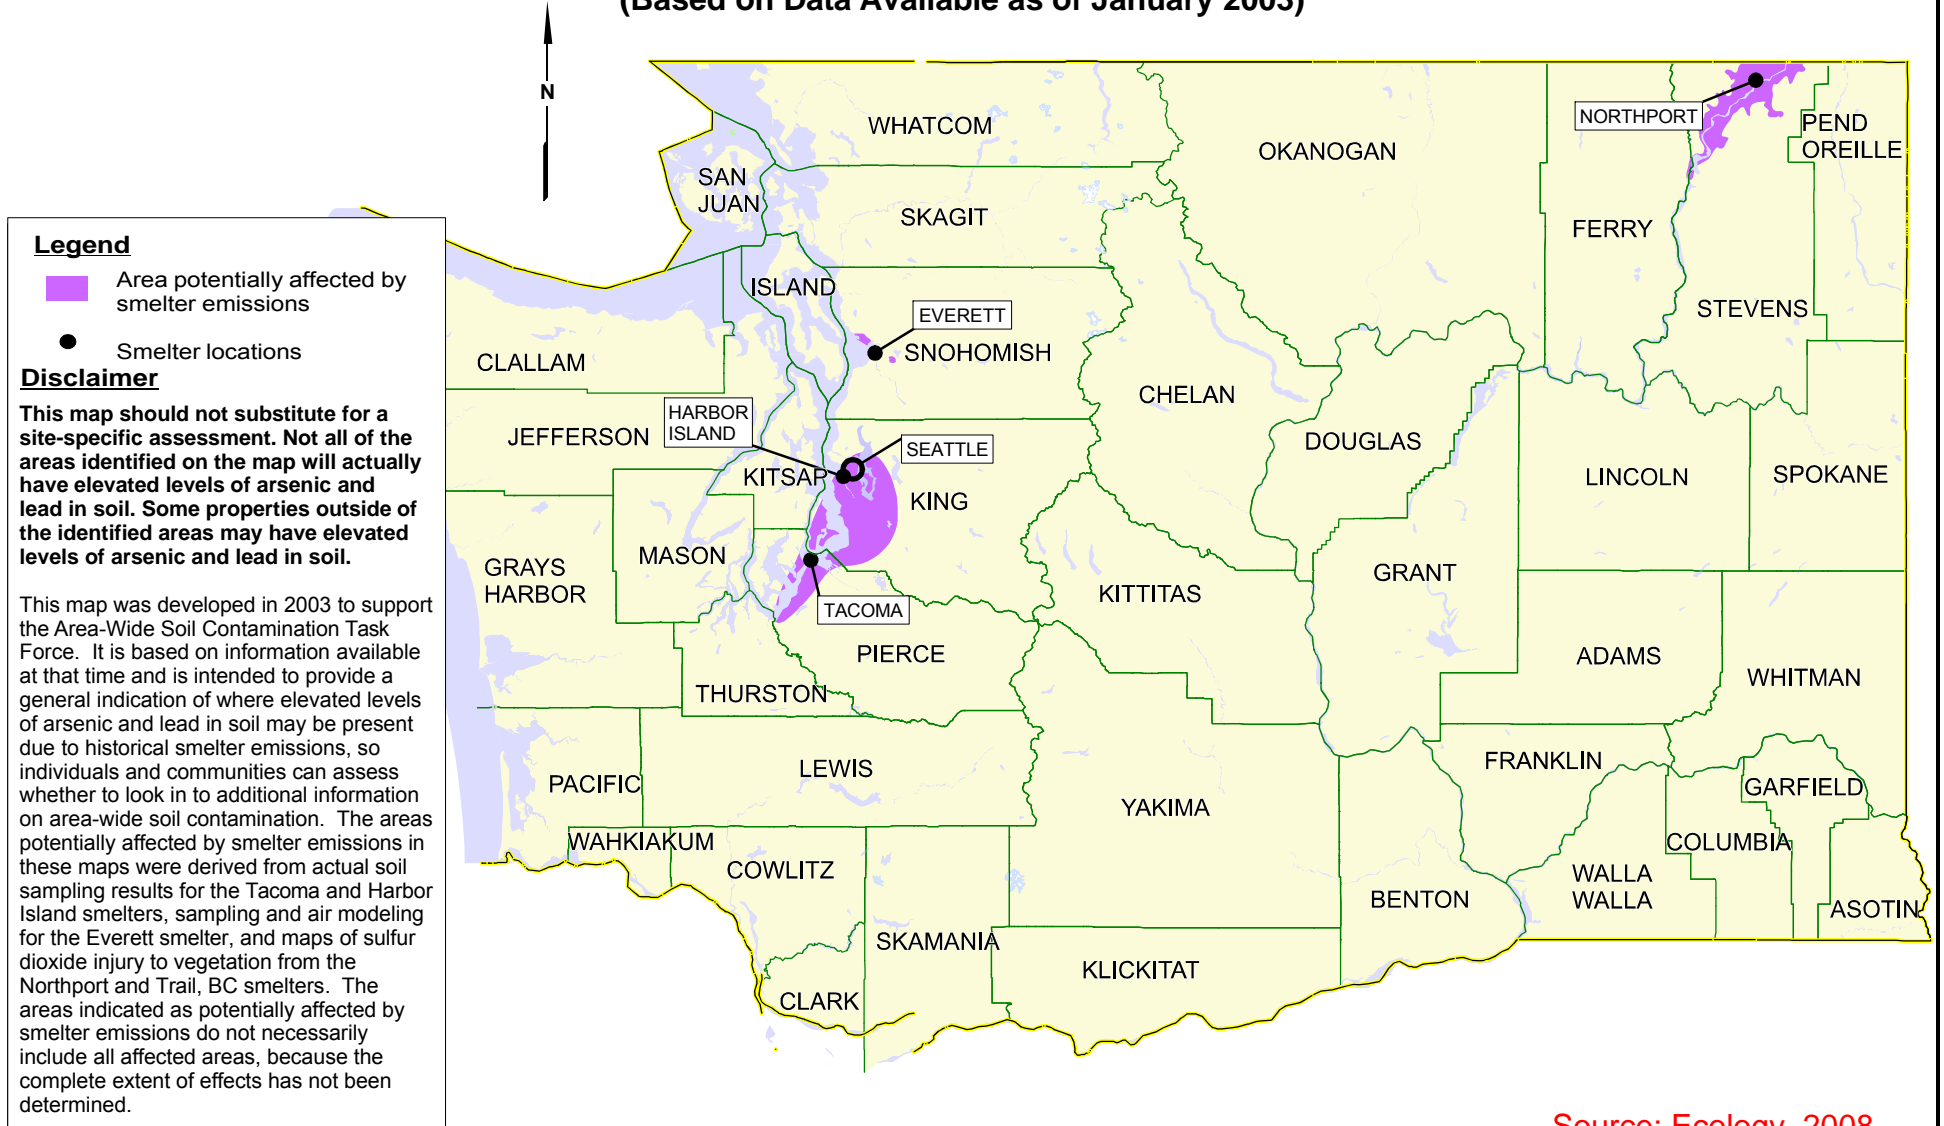 (Based on Data Available as of January 2003)
N
Legend
Area potentially affected by
smelter emissions
Smelter locations
Disclaimer
This map should not substitute for a
site-specific assessment. Not all of the
areas identified on the map will actually
have elevated levels of arsenic and
lead in soil. Some properties outside of
the identified areas may have elevated
levels of arsenic and lead in soil.
This map was developed in 2003 to support
the Area-Wide Soil Contamination Task
Force. It is based on information available
at that time and is intended to provide a
general indication of where elevated levels
of arsenic and lead in soil may be present
due to historical smelter emissions, so
individuals and communities can assess
whether to look in to additional information
on area-wide soil contamination. The areas
potentially affected by smelter emissions in
these maps were derived from actual soil
sampling results for the Tacoma and Harbor
Island smelters, sampling and air modeling
for the Everett smelter, and maps of sulfur
dioxide injury to vegetation from the
Northport and Trail, BC smelters. The
areas indicated as potentially affected by
smelter emissions do not necessarily
include all affected areas, because the
complete extent of effects has not been
determined.
WHATCOM
OKANOGAN
NORTHPORT
PEND
OREILLE
SAN
JUAN
SKAGIT
FERRY
ISLAND
STEVENS
EVERETT
SNOHOMISH
CLALLAM
CHELAN
HARBOR
ISLAND
JEFFERSON
SEATTLE
DOUGLAS
KITSAP
KING
LINCOLN
SPOKANE
MASON
GRAYS
HARBOR
GRANT
KITTITAS
TACOMA
PIERCE
ADAMS
WHITMAN
THURSTON
LEWIS
FRANKLIN
PACIFIC
GARFIELD
YAKIMA
WAHKIAKUM
COLUMBIA
COWLITZ
WALLA
WALLA
BENTON
ASOTIN
SKAMANIA
KLICKITAT
CLARK
Source: Ecology, 2008